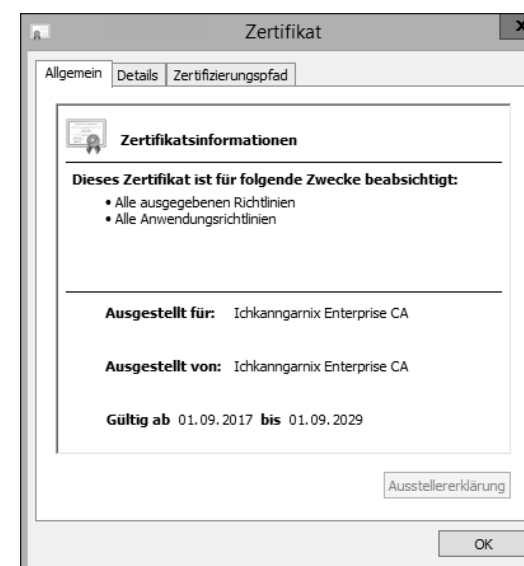 Zertifikat
x
Allgemein Details Zertifizierungspfad
Zertifikatsinformationen
Dieses Zertifikat ist für folgende Zwecke beabsichtigt:
• Alle ausgegebenen Richtlinien
• Alle Anwendungsrichtlinien
Ausgestellt für: Ichkanngarnix Enterprise CA
Ausgestellt von: Ichkanngarnix Enterprise CA
Gültig ab 01.09.2017 bis 01.09.2029
Ausstellererklärung
OK